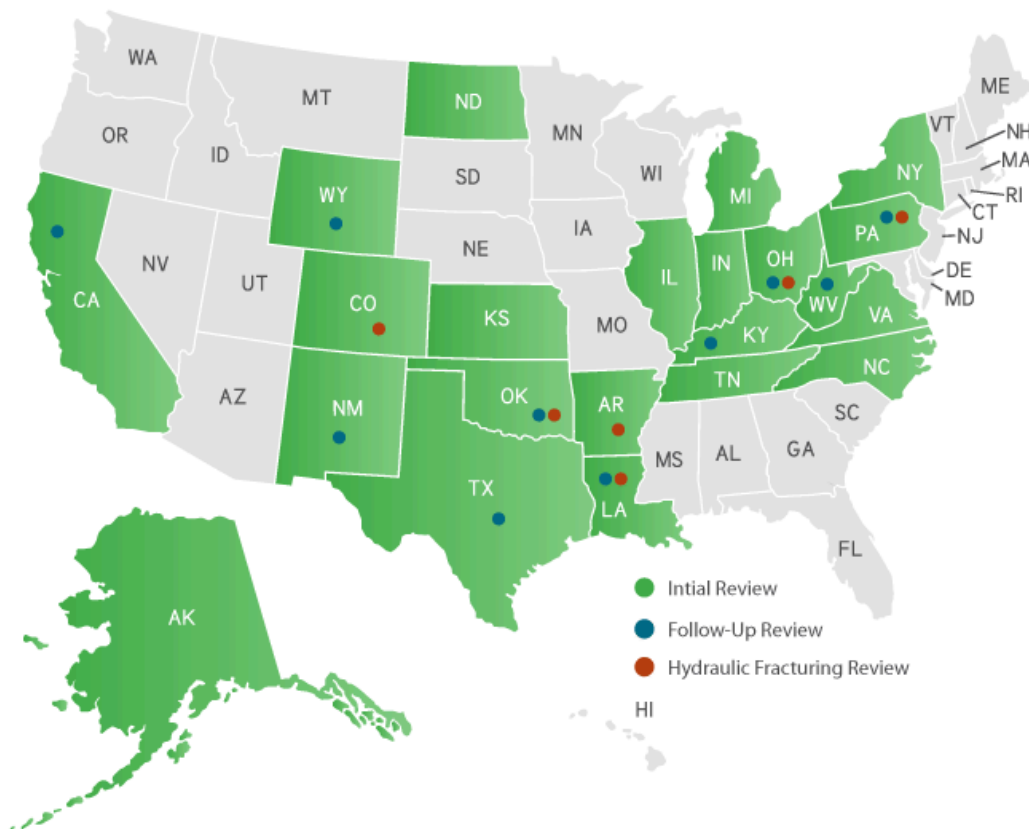 WA
MT
ND
MN
ME
VT
NH
OR
ID
MA
SD
WI
NY
WY
MI
RI
CT
IA
NE
PA
NJ
NV
IL
IN
OH
UT
DE
MD
CA
CO
WV
KS
MO
KY
VA
TN
NC
AZ
NM
OK
AR
SC
MS
AL
GA
TX
LA
FL
Intial Review
AK
Follow-Up Review
Hydraulic Fracturing Review
HI